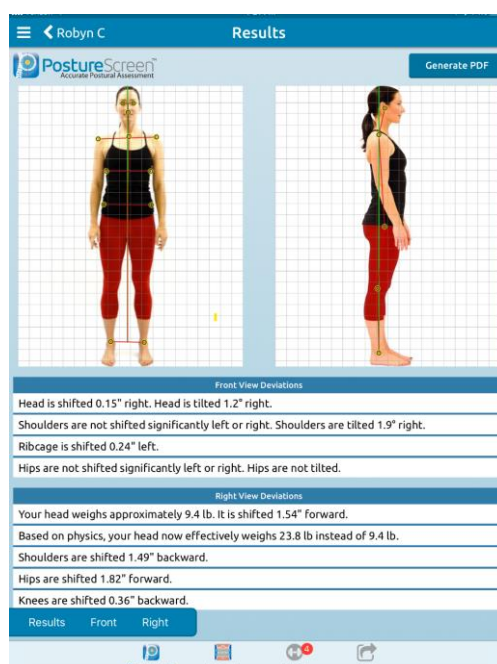 Robyn C
Results
PostureScreen
Accurate Postural Assessment
Generate PDF
Front View Deviations
Head is shifted 0.15" right. Head is tilted 1.2° right.
Shoulders are not shifted significantly left or right. Shoulders are tilted 1.9° right.
Ribcage is shifted 0.24" left.
Hips are not shifted significantly left or right. Hips are not tilted.
Right View Deviations
Your head weighs approximately 9.4 lb. It is shifted 1.54" forward.
Based on physics, your head now effectively weighs 23.8 lb instead of 9.4 lb.
Shoulders are shifted 1.49" backward.
Hips are shifted 1.82" forward.
Knees are shifted 0.36" backward.
Results Front Right
H 4